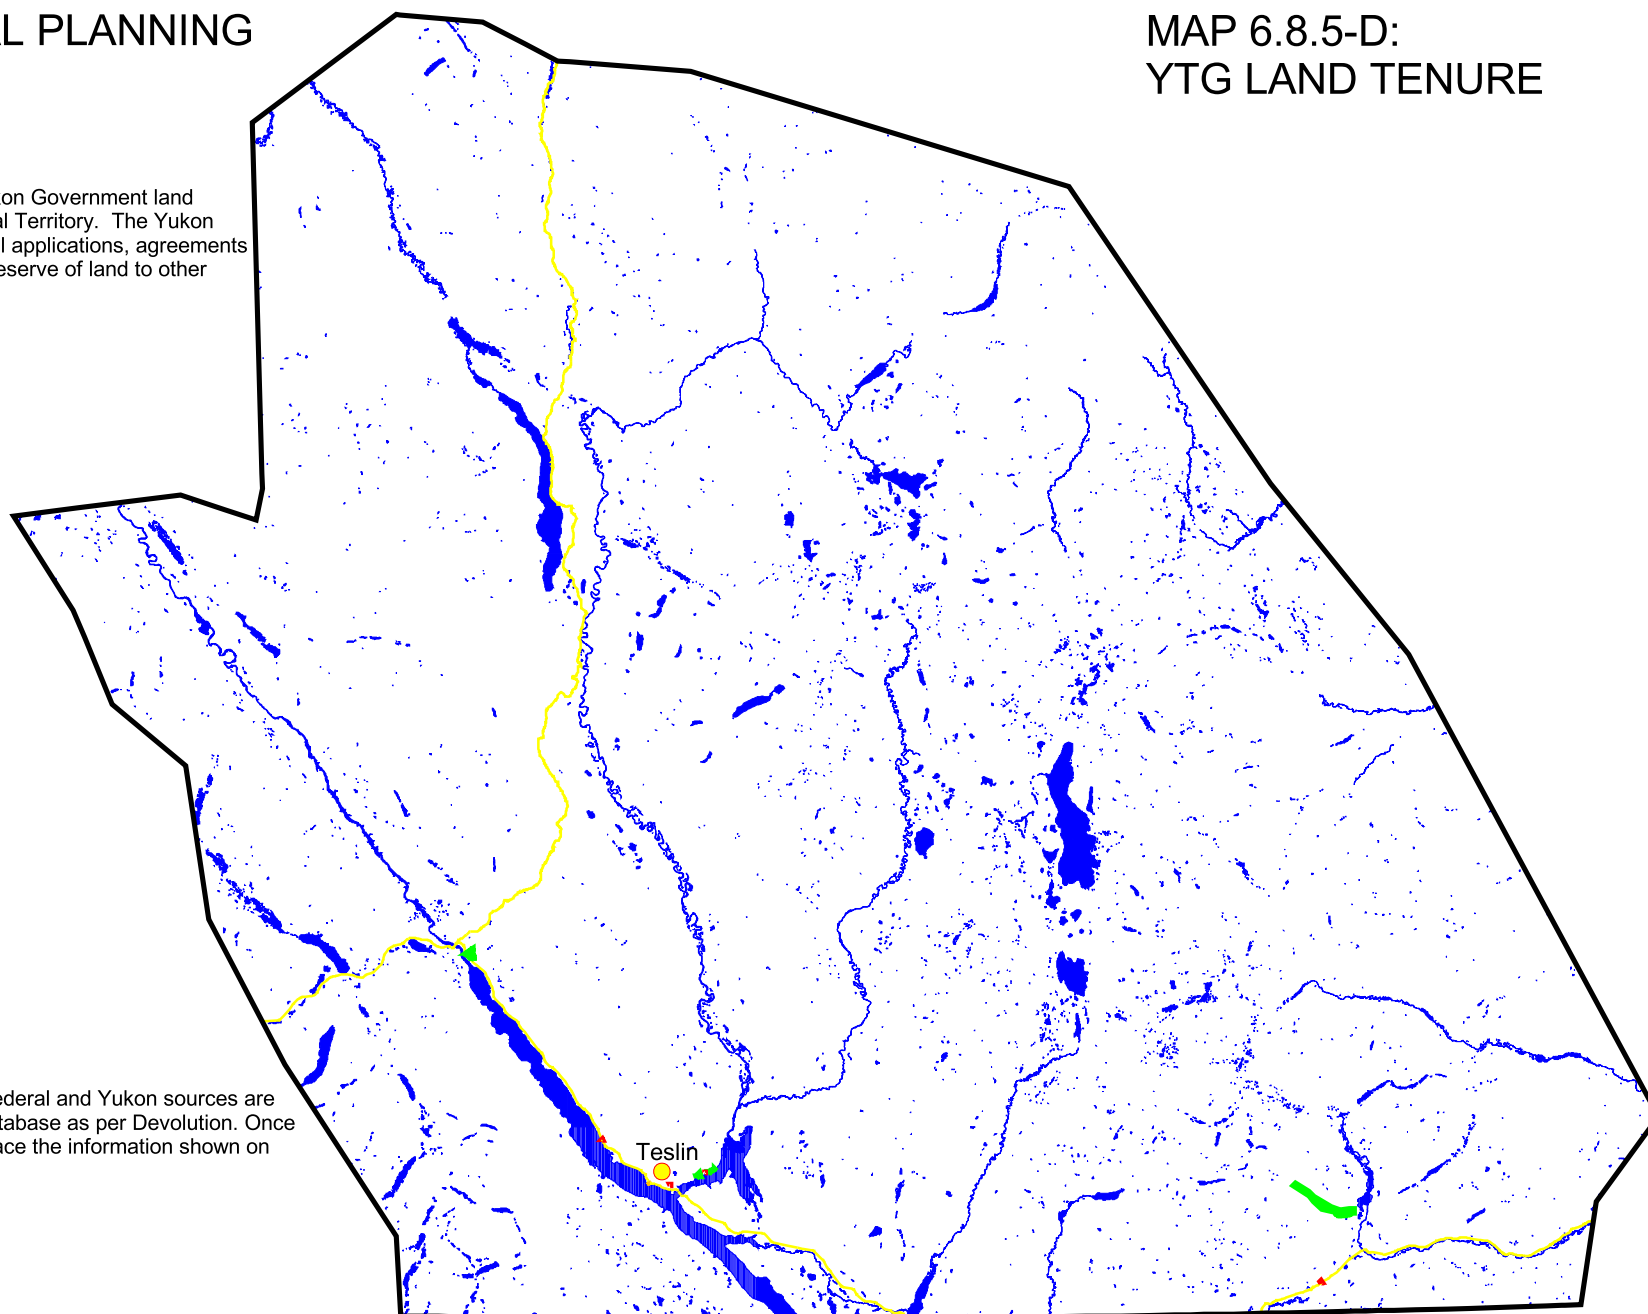 L PLANNING
MAP 6.8.5-D:
YTG LAND TENURE
on Government land
al Territory. The Yukon
l applications, agreements
eserve of land to other
ederal and Yukon sources are
tabase as per Devolution. Once
ace the information shown on
Teslin